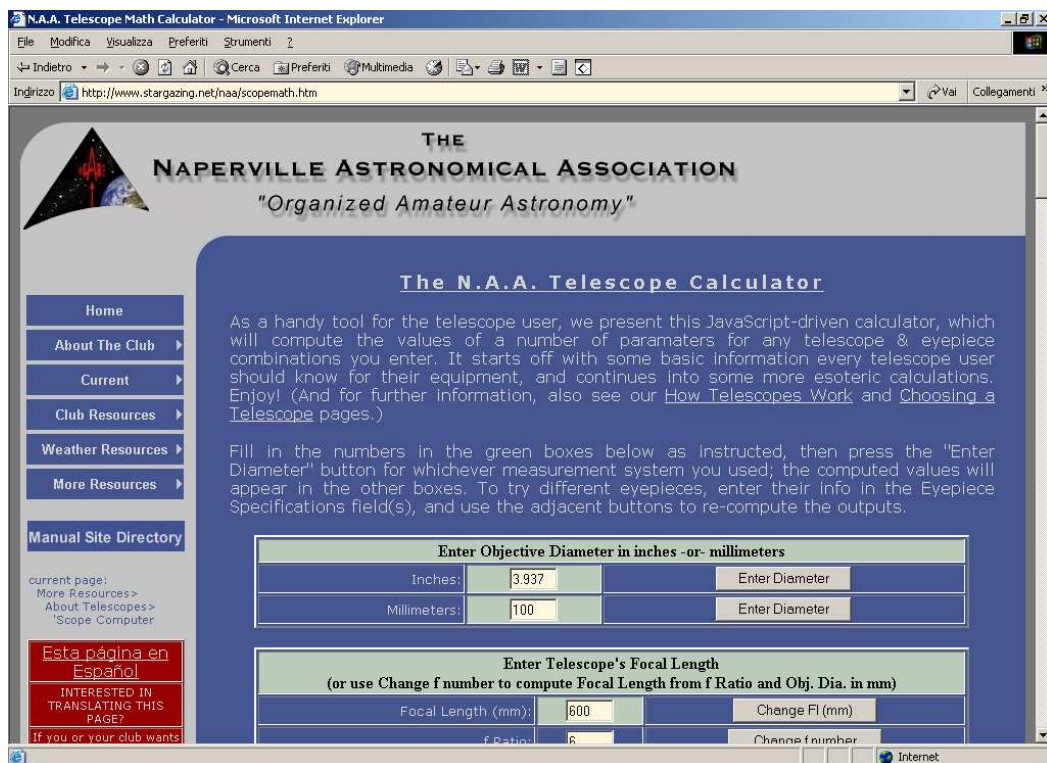 N.A.A. Telescope Math Calculator - Microsoft Internet Explorer
File Modifica Visualizza Preferiti Strumenti ?
Indietro Cerca Preferiti Multimedia
Indirizzo http://www.stargazing.net/naa/scopemath.htm Vai Collegamenti »
THE
NAPERVILLE ASTRONOMICAL ASSOCIATION
"Organized Amateur Astronomy"
Home
About The Club
Current
Club Resources
Weather Resources
More Resources
Manual Site Directory
current page:
More Resources>
About Telescopes>
'Scope Computer
Esta página en
Español
INTERESTED IN
TRANSLATING THIS
PAGE?
If you or your club wants
The N.A.A. Telescope Calculator
As a handy tool for the telescope user, we present this JavaScript-driven calculator, which
will compute the values of a number of paramaters for any telescope & eyepiece
combinations you enter. It starts off with some basic information every telescope user
should know for their equipment, and continues into some more esoteric calculations.
Enjoy! (And for further information, also see our How Telescopes Work and Choosing a
Telescope pages.)
Fill in the numbers in the green boxes below as instructed, then press the "Enter
Diameter" button for whichever measurement system you used; the computed values will
appear in the other boxes. To try different eyepieces, enter their info in the Eyepiece
Specifications field(s), and use the adjacent buttons to re-compute the outputs.
Enter Objective Diameter in inches -or- millimeters
Inches: 3.937 Enter Diameter
Millimeters: 100 Enter Diameter
Enter Telescope's Focal Length
(or use Change f number to compute Focal Length from f Ratio and Obj. Dia. in mm)
Focal Length (mm): 600 Change Fl (mm)
f Ratio: 6 Change f number
Internet